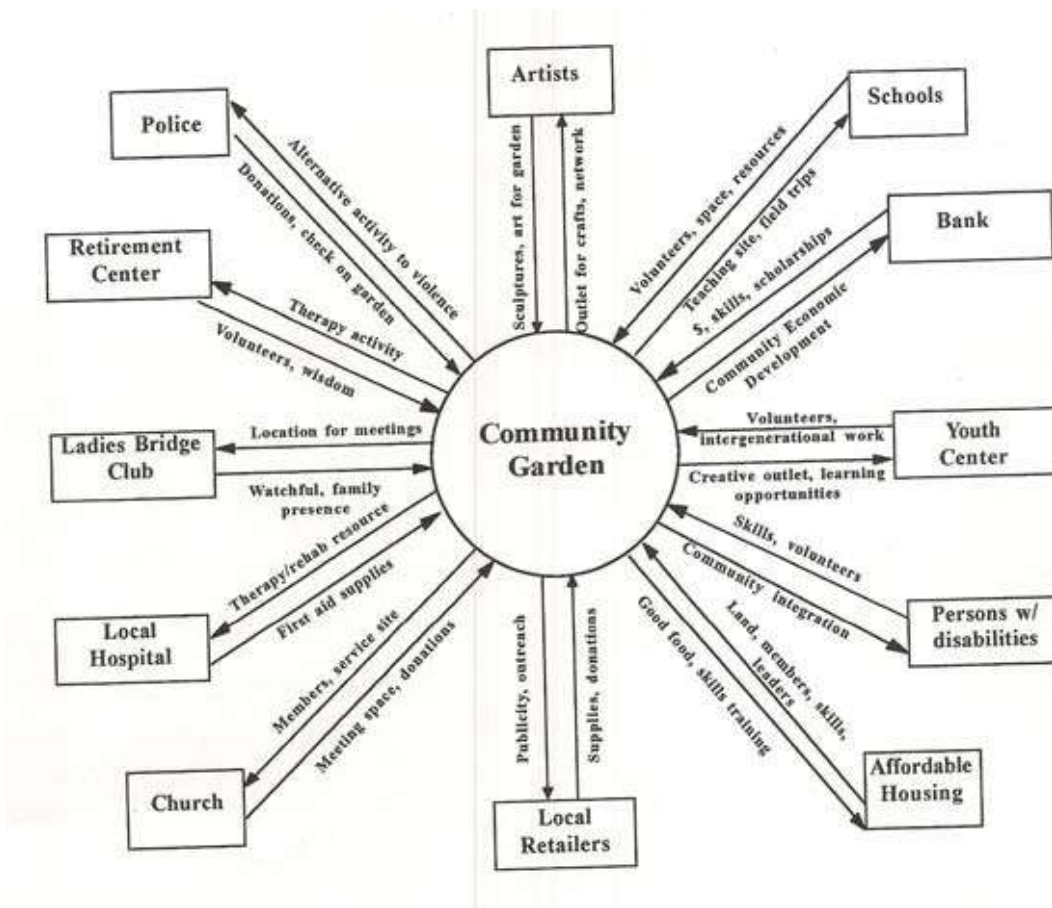 Artists
Schools
Police
Bank
Retirement
Center
Ladies Bridge
Club
Youth
Center
Local
Hospital
Persons w/
disabilities
Church
Local
Retailers
Affordable
Housing
Community
Garden
Sculptures, art for garden
Outlet for crafts, network
Volunteers, space, resources
Teaching site, field trips
$, skills, scholarships
Community Economic
Development
Volunteers,
intergenerational work
Creative outlet, learning
opportunities
Skills, volunteers
Community integration
Land, members, skills,
leaders
Good food, skills training
Supplies, donations
Publicity, outreach
Members, service site
Meeting space, donations
Therapy/rehab resource
First aid supplies
Location for meetings
Watchful, family
presence
Therapy activity
Volunteers, wisdom
Alternative activity to violence
Donations, check on garden